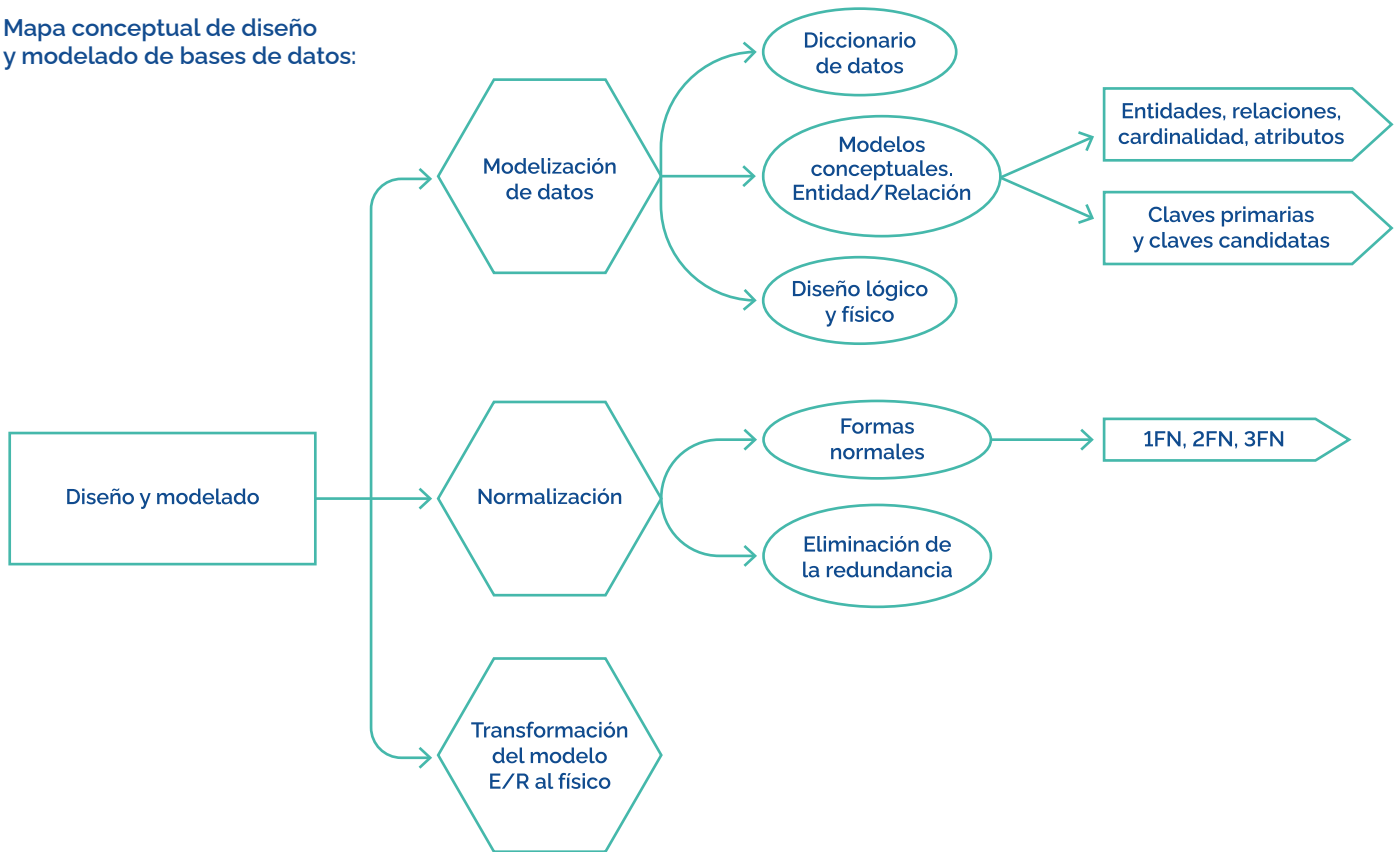 Mapa conceptual de diseño
y modelado de bases de datos:
Diccionario
de datos
Entidades, relaciones,
cardinalidad, atributos
Modelización
de datos
Modelos
conceptuales.
Entidad/Relación
Claves primarias
y claves candidatas
Diseño lógico
y físico
Formas
normales
1FN, 2FN, 3FN
Diseño y modelado
Normalización
Eliminación de
la redundancia
Transformación
del modelo
E/R al físico